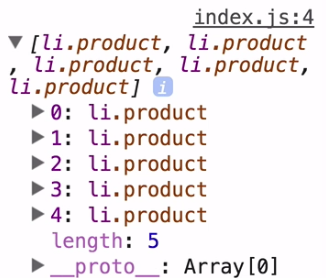 index.js:4
▼[li.product, li.product
, li.product, li.product,
li.product] i
▶0: li.product
▶1: li.product
▶2: li.product
▶3: li.product
▶4: li.product
length: 5
▶__proto__: Array[0]